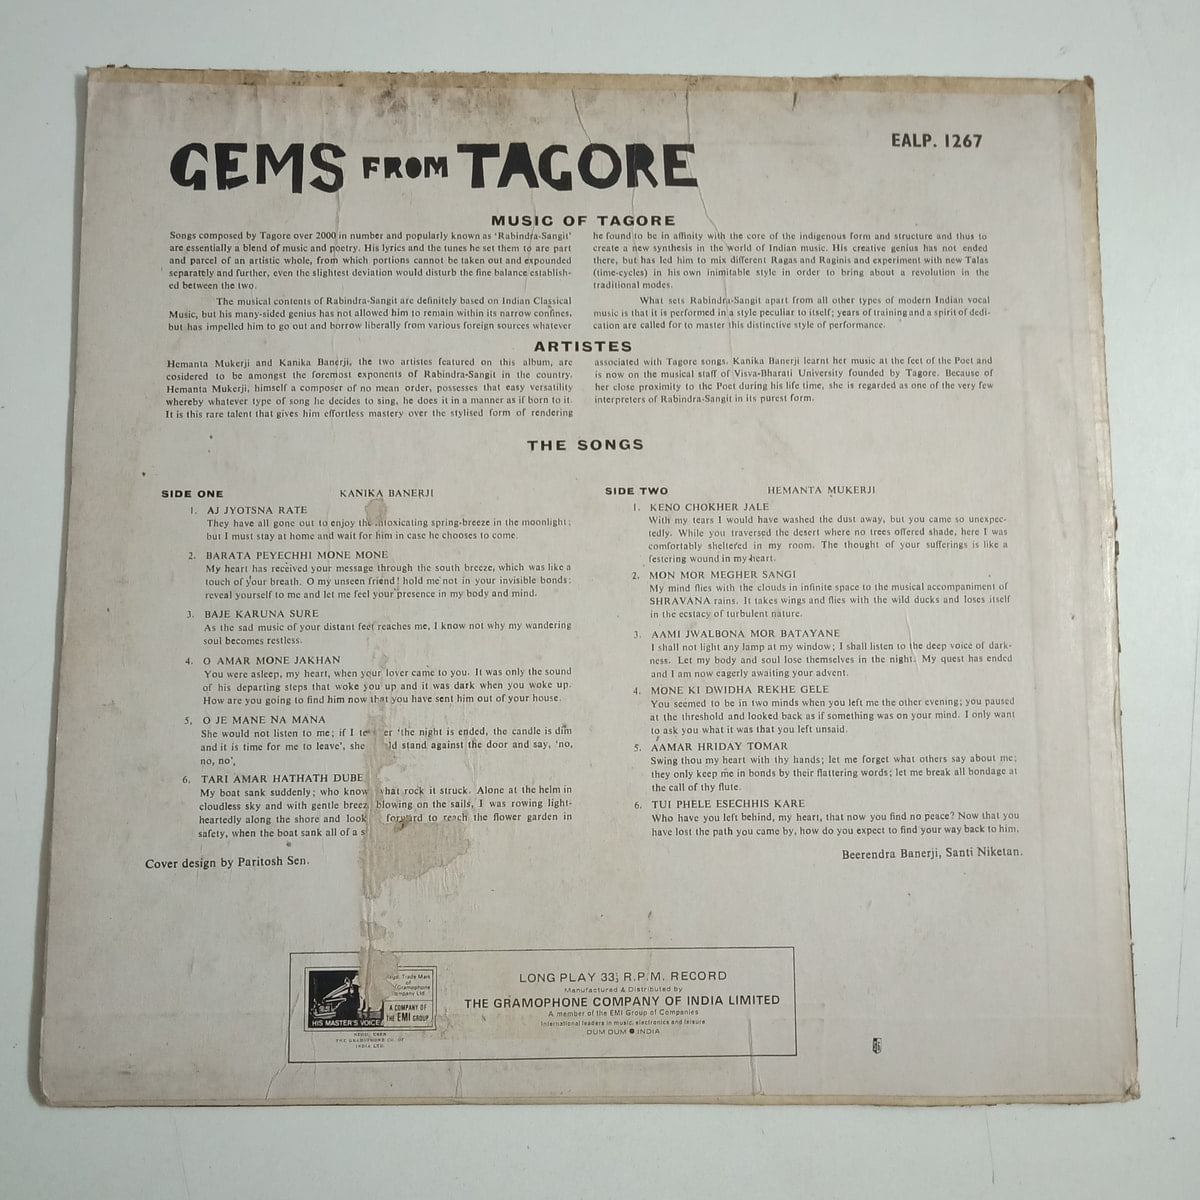 GEMS FROM TAGORE
EALP. 1267
MUSIC OF TAGORE
Songs composed by Tagore over 2000 in number and popularly known as 'Rabindra-Sangit'
are essentially a blend of music and poetry. His lyrics and the tunes he set them to are part
and parcel of an artistic whole, from which portions cannot be taken out and expounded
separately and further, even the slightest deviation would disturb the fine balance establish-
ed between the two.
The musical contents of Rabindra-Sangit are definitely based on Indian Classical
Music, but his many-sided genius has not allowed him to remain within its narrow confines,
but has impelled him to go out and borrow liberally from various foreign sources whatever
he found to be in affinity with the core of the indigenous form and structure and thus to
create a new synthesis in the world of Indian music. His creative genius has not ended
there, but has led him to mix different Ragas and Raginis and experiment with new Talas
(time-cycles) in his own inimitable style in order to bring about a revolution in the
traditional modes.
What sets Rabindra-Sangit apart from all other types of modern Indian vocal
music is that it is performed in a style peculiar to itself; years of training and a spirit of dedi-
cation are called for to master this distinctive style of performance.
ARTISTES
Hemanta Mukerji and Kanika Banerji, the two artistes featured on this album, are
cosidered to be amongst the foremost exponents of Rabindra-Sangit in the country.
Hemanta Mukerji, himself a composer of no mean order, possesses that easy versatility
whereby whatever type of song he decides to sing, he does it in a manner as if born to it.
It is this rare talent that gives him effortless mastery over the stylised form of rendering
associated with Tagore songs. Kanika Banerji learnt her music at the feet of the Poet and
is now on the musical staff of Visva-Bharati University founded by Tagore. Because of
her close proximity to the Poet during his life time, she is regarded as one of the very few
interpreters of Rabindra-Sangit in its purest form.
THE SONGS
SIDE ONE KANIKA BANERJI
1. AJ JYOTSNA RATE
They have all gone out to enjoy the intoxicating spring-breeze in the moonlight;
but I must stay at home and wait for him in case he chooses to come.
2. BARATA PEYECHHI MONE MONE
My heart has received your message through the south breeze, which was like a
touch of your breath. O my unseen friend! hold me not in your invisible bonds:
reveal yourself to me and let me feel your presence in my body and mind.
3. BAJE KARUNA SURE
As the sad music of your distant feet reaches me, I know not why my wandering
soul becomes restless.
4. O AMAR MONE JAKHAN
You were asleep, my heart, when your lover came to you. It was only the sound
of his departing steps that woke you up and it was dark when you woke up.
How are you going to find him now that you have sent him out of your house.
5, O JE MANE NA MANA
She would not listen to me; if I er 'the night is ended, the candle is dim
and it is time for me to leave', she ld stand against the door and say, 'no,
no, no',
6. TARI AMAR HATHATH DUBE
My boat sank suddenly; who know what rock it struck. Alone at the helm in
cloudless sky and with gentle breez blowing on the sails, I was rowing light-
heartedly along the shore and look forward to reach the flower garden in
safety, when the boat sank all of a s
Cover design by Paritosh Sen.
SIDE TWO HEMANTA MUKERJI
1. KENO CHOKHER JALE
With my tears I would have washed the dust away, but you came so unexpec-
tedly. While you traversed the desert where no trees offered shade, here I was
comfortably sheltered in my room. The thought of your sufferings is like a
festering wound in my heart.
2. MON MOR MEGHER SANGI
My mind flies with the clouds in infinite space to the musical accompaniment of
SHRAVANA rains. It takes wings and flies with the wild ducks and loses itself
in the ecstacy of turbulent nature.
3. AAMI JWALBONA MOR BATAYANE
I shall not light any lamp at my window; I shall listen to the deep voice of dark-
ness. Let my body and soul lose themselves in the night. My quest has ended
and I am now eagerly awaiting your advent.
4. MONE KI DWIDHA REKHE GELE
You seemed to be in two minds when you left me the other evening; you paused
at the threshold and looked back as if something was on your mind. I only want
to ask you what it was that you left unsaid.
5. AAMAR HRIDAY TOMAR
Swing thou my heart with thy hands; let me forget what others say about me;
they only keep me in bonds by their flattering words; let me break all bondage at
the call of thy flute.
6. TUI PHELE ESECHHIS KARE
Who have you left behind, my heart, that now you find no peace? Now that you
have lost the path you came by, how do you expect to find your way back to him.
Beerendra Banerji, Santi Niketan.
HIS MASTER'S VOICE
Trade Mark
of
Gramophone
Company Ltd
A COMPANY OF
THE EMI GROUP
REGD. USER
THE GRAMOPHONE CO. OF
INDIA LTD.
LONG PLAY 33⅓ R.P.M. RECORD
Manufactured & Distributed by
THE GRAMOPHONE COMPANY OF INDIA LIMITED
A member of the EMI Group of Companies
International leaders in music, electronics and leisure
DUM DUM ● INDIA